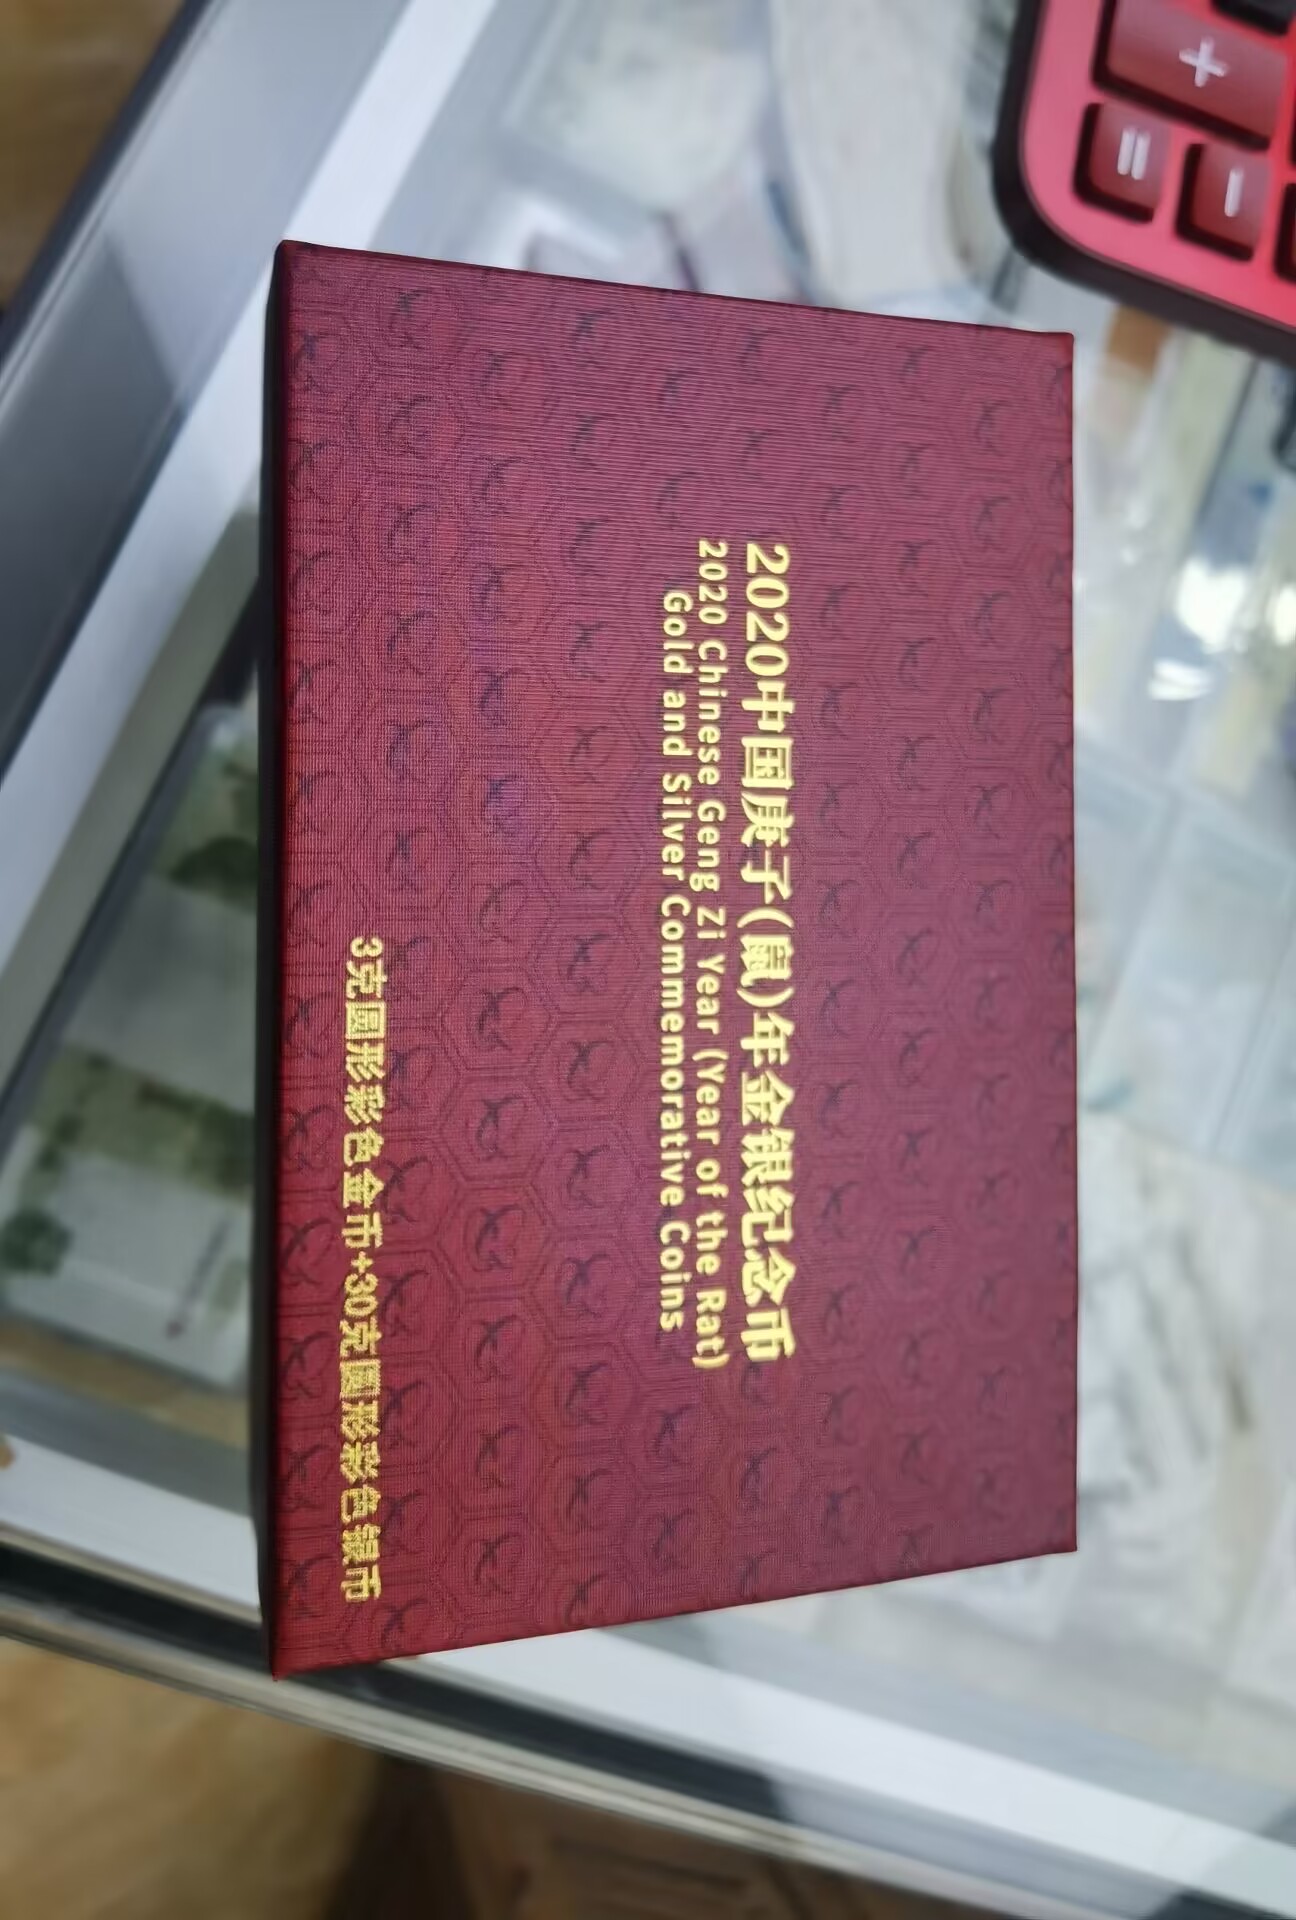 2020中国庚子(鼠)年金银纪念币
2020 Chinese Geng Zi Year (Year of the Rat)
Gold and Silver Commemorative Coins
3克圆形彩色金币+30克圆形彩色银币